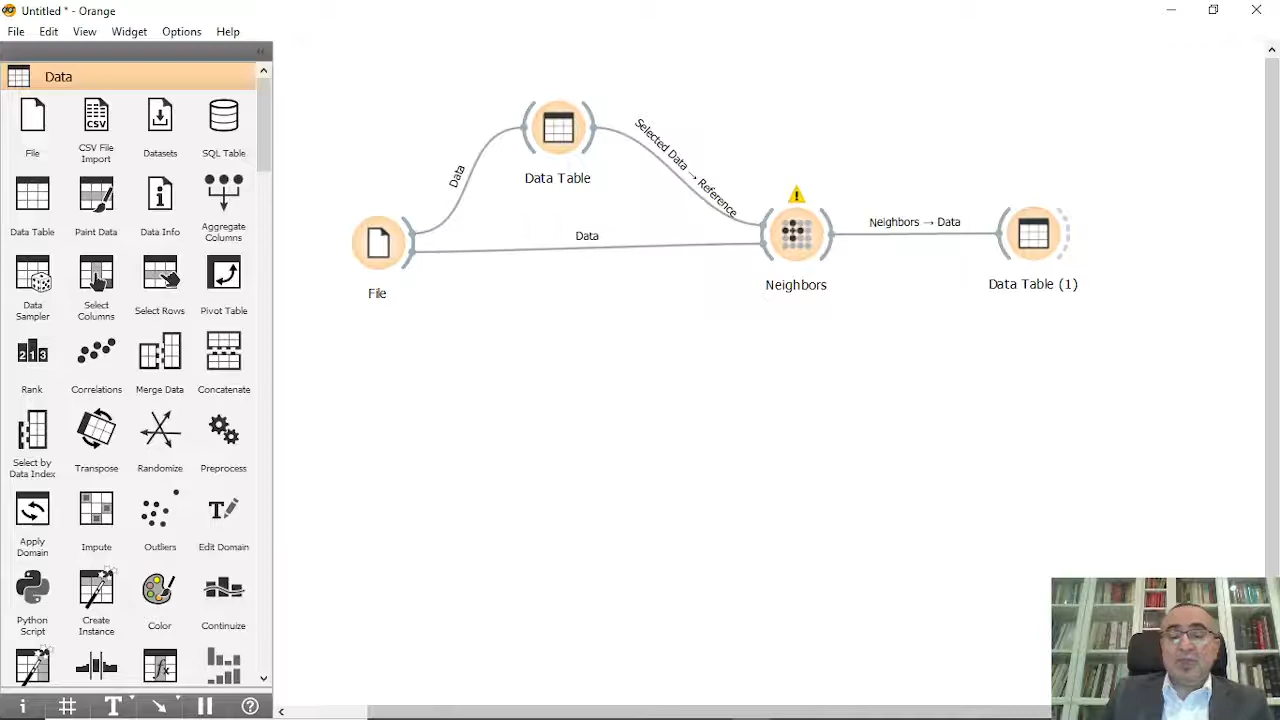 Untitled * - Orange
File Edit View Widget Options Help
Data
File
CSV File
Import
Datasets
SQL Table
Data Table
Paint Data
Data Info
Aggregate
Columns
Data
Sampler
Select
Columns
Select Rows
Pivot Table
Rank
Correlations
Merge Data
Concatenate
Select by
Data Index
Transpose
Randomize
Preprocess
Apply
Domain
Impute
Outliers
Edit Domain
Python
Script
Create
Instance
Color
Continuize
Data
Data Table
Selected Data → Reference
Data
File
Neighbors
Neighbors → Data
Data Table (1)